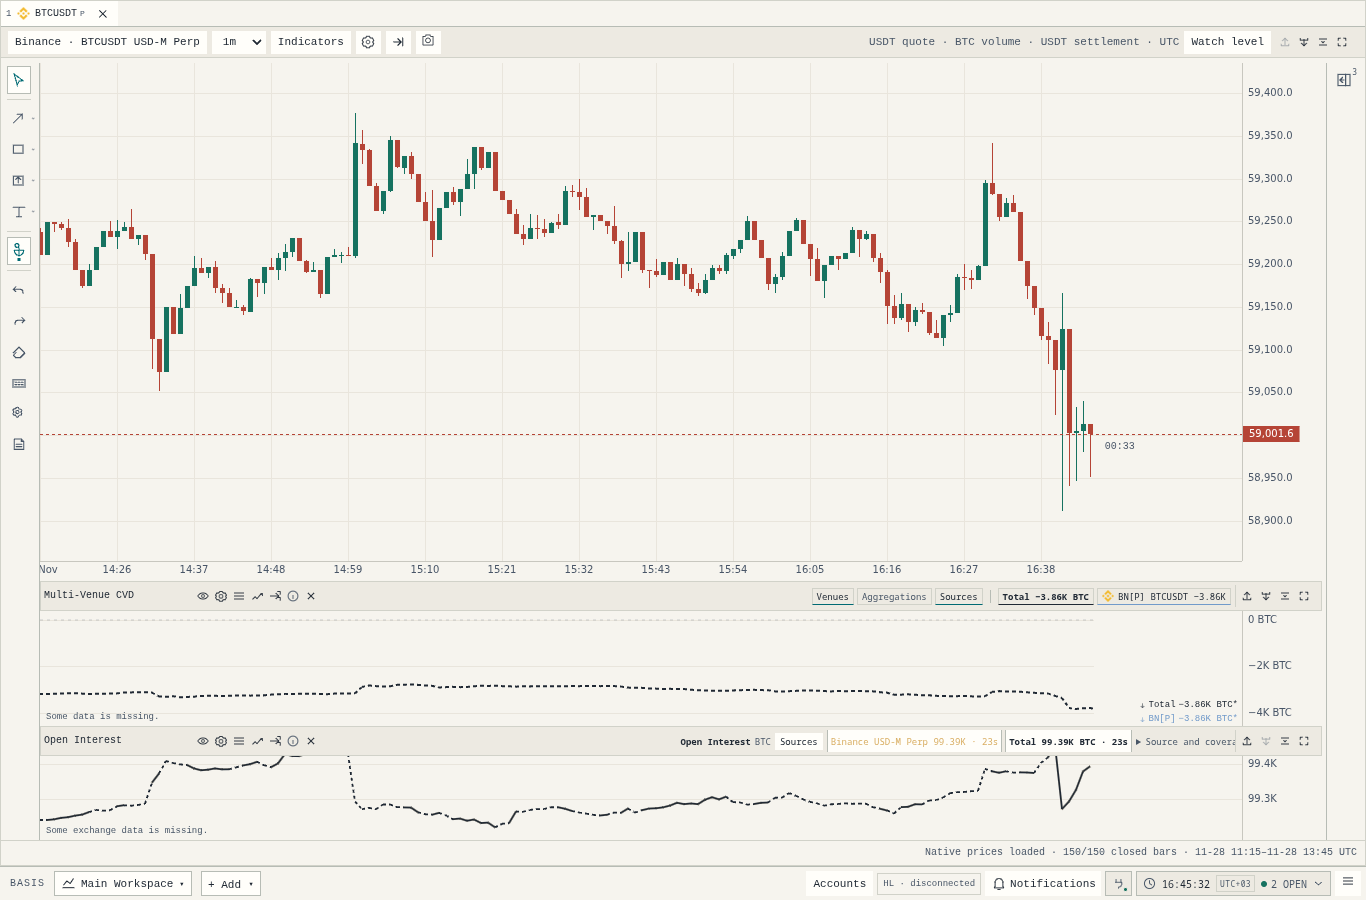 1 BTCUSDT P
Binance · BTCUSDT USD-M Perp 1m Indicators USDT quote · BTC volume · USDT settlement · UTC Watch level
3
59,400.0
59,350.0
59,300.0
59,250.0
59,200.0
59,150.0
59,100.0
59,050.0
59,001.6
00:33
58,950.0
58,900.0
Nov 14:26 14:37 14:48 14:59 15:10 15:21 15:32 15:43 15:54 16:05 16:16 16:27 16:38
Multi-Venue CVD Venues Aggregations Sources Total −3.86K BTC BN[P] BTCUSDT −3.86K
0 BTC
−2K BTC
↓ Total −3.86K BTC*
−4K BTC
Some data is missing.
↓ BN[P] −3.86K BTC*
Open Interest Open Interest BTC Sources Binance USD-M Perp 99.39K · 23s Total 99.39K BTC · 23s ▶ Source and covera
99.4K
99.3K
Some exchange data is missing.
Native prices loaded · 150/150 closed bars · 11-28 11:15–11-28 13:45 UTC
BASIS Main Workspace ▾ + Add ▾ Accounts HL · disconnected Notifications 16:45:32 UTC+03 2 OPEN